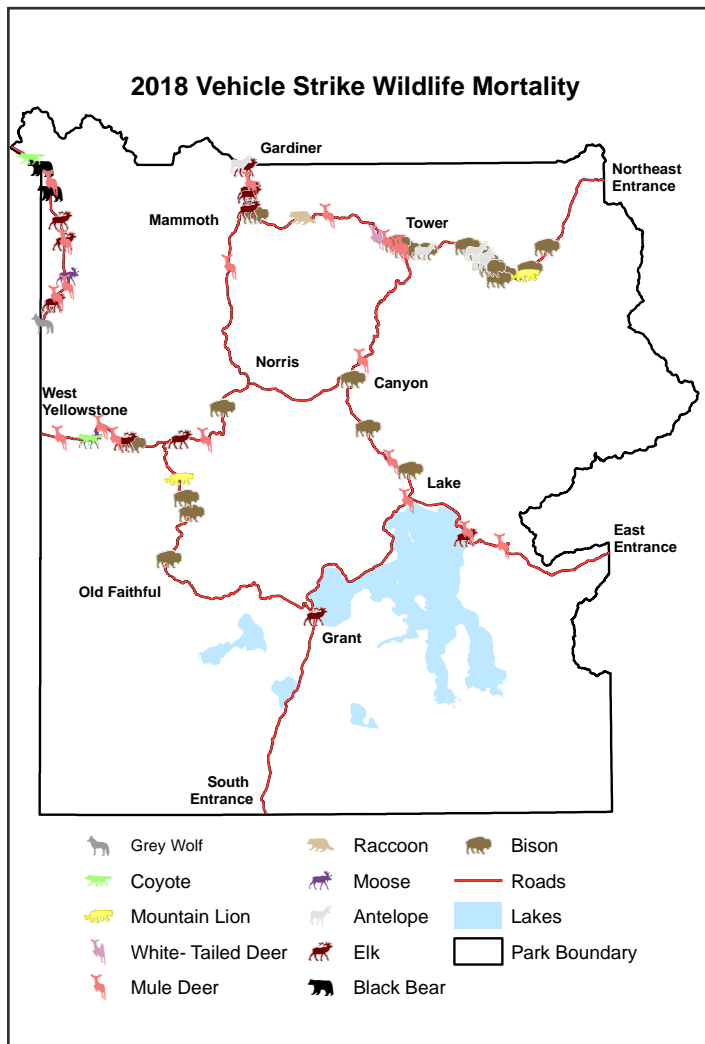 2018 Vehicle Strike Wildlife Mortality
Gardiner
Northeast
Entrance
Mammoth
Tower
Norris
Canyon
West
Yellowstone
Lake
East
Entrance
Old Faithful
Grant
South
Entrance
Grey Wolf
Coyote
Mountain Lion
White- Tailed Deer
Mule Deer
Raccoon
Moose
Antelope
Elk
Black Bear
Bison
Roads
Lakes
Park Boundary